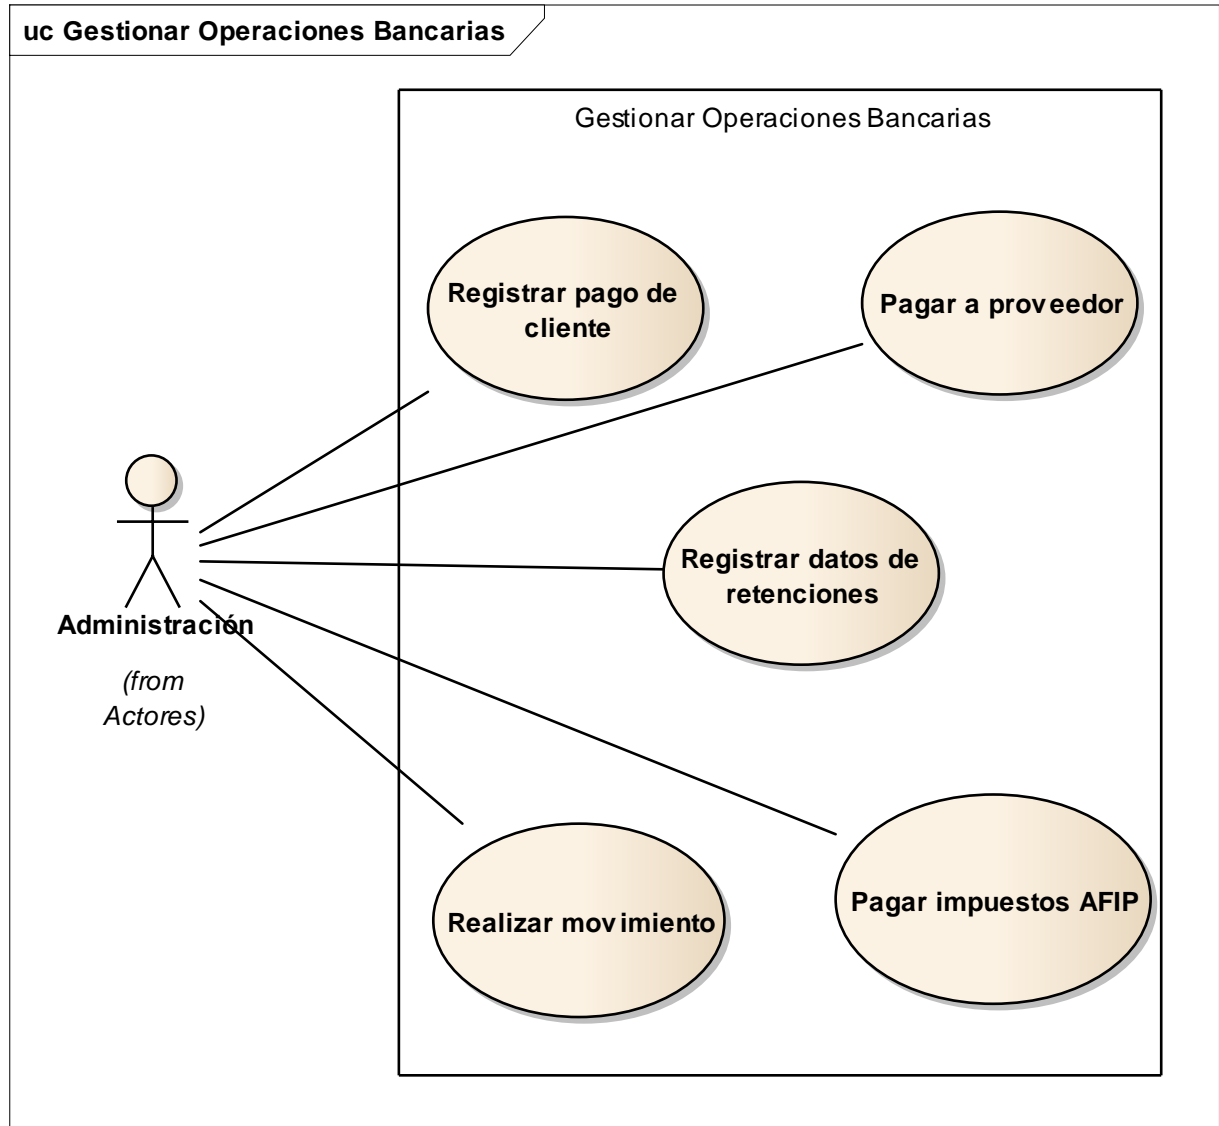 uc Gestionar Operaciones Bancarias
Gestionar Operaciones Bancarias
Registrar pago de
cliente
Pagar a proveedor
Registrar datos de
retenciones
Administración
(from
Actores)
Realizar movimiento
Pagar impuestos AFIP